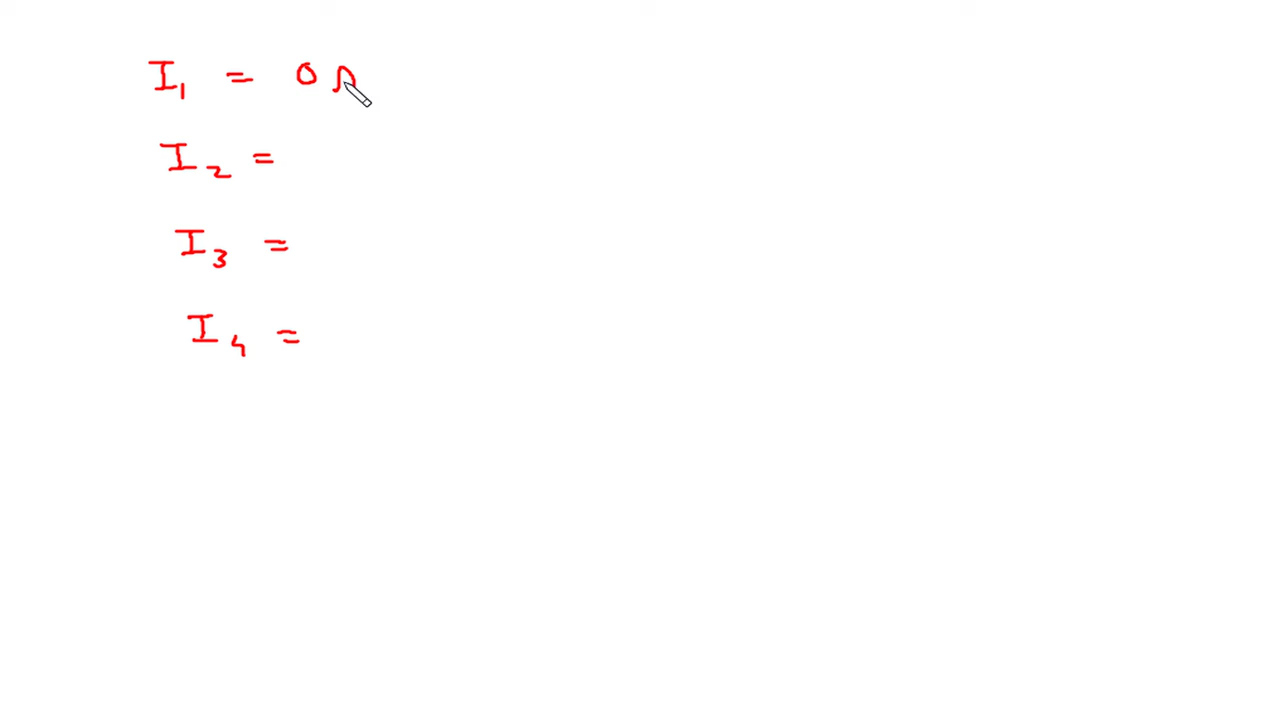 I₁ = 0
I₂ =
I₃ =
I₄ =